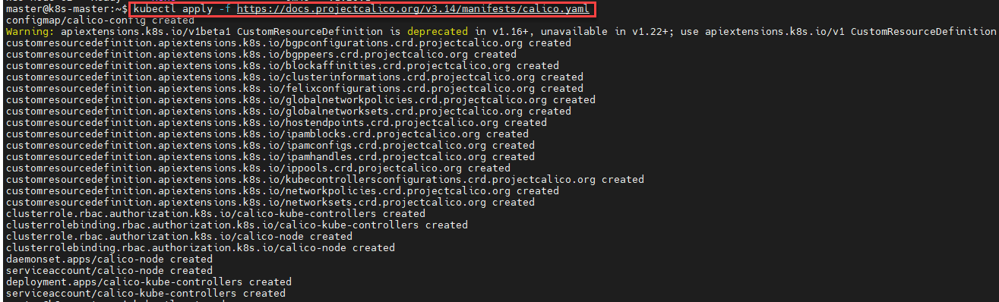 master@k8s-master:~$ kubectl apply -f https://docs.projectcalico.org/v3.14/manifests/calico.yaml
configmap/calico-config created
Warning: apiextensions.k8s.io/v1beta1 CustomResourceDefinition is deprecated in v1.16+, unavailable in v1.22+; use apiextensions.k8s.io/v1 CustomResourceDefinition
customresourcedefinition.apiextensions.k8s.io/bgpconfigurations.crd.projectcalico.org created
customresourcedefinition.apiextensions.k8s.io/bgppeers.crd.projectcalico.org created
customresourcedefinition.apiextensions.k8s.io/blockaffinities.crd.projectcalico.org created
customresourcedefinition.apiextensions.k8s.io/clusterinformations.crd.projectcalico.org created
customresourcedefinition.apiextensions.k8s.io/felixconfigurations.crd.projectcalico.org created
customresourcedefinition.apiextensions.k8s.io/globalnetworkpolicies.crd.projectcalico.org created
customresourcedefinition.apiextensions.k8s.io/globalnetworksets.crd.projectcalico.org created
customresourcedefinition.apiextensions.k8s.io/hostendpoints.crd.projectcalico.org created
customresourcedefinition.apiextensions.k8s.io/ipamblocks.crd.projectcalico.org created
customresourcedefinition.apiextensions.k8s.io/ipamconfigs.crd.projectcalico.org created
customresourcedefinition.apiextensions.k8s.io/ipamhandles.crd.projectcalico.org created
customresourcedefinition.apiextensions.k8s.io/ippools.crd.projectcalico.org created
customresourcedefinition.apiextensions.k8s.io/kubecontrollersconfigurations.crd.projectcalico.org created
customresourcedefinition.apiextensions.k8s.io/networkpolicies.crd.projectcalico.org created
customresourcedefinition.apiextensions.k8s.io/networksets.crd.projectcalico.org created
clusterrole.rbac.authorization.k8s.io/calico-kube-controllers created
clusterrolebinding.rbac.authorization.k8s.io/calico-kube-controllers created
clusterrole.rbac.authorization.k8s.io/calico-node created
clusterrolebinding.rbac.authorization.k8s.io/calico-node created
daemonset.apps/calico-node created
serviceaccount/calico-node created
deployment.apps/calico-kube-controllers created
serviceaccount/calico-kube-controllers created